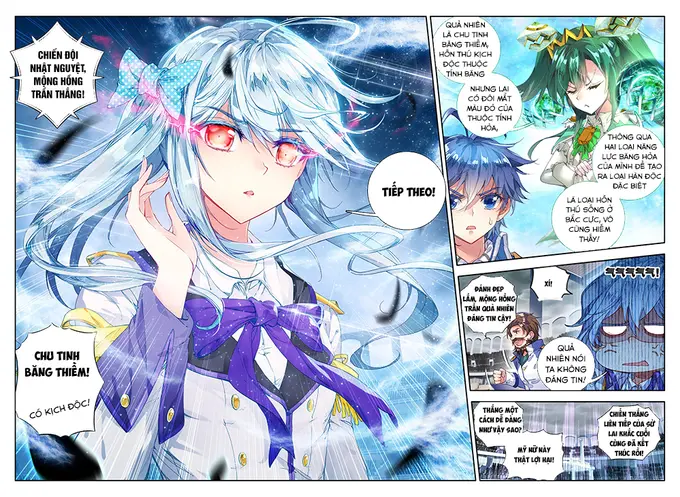 CHIẾN ĐỘI
NHẬT NGUYỆT,
MỘNG HỒNG
TRẦN THẮNG!
TIẾP THEO!
CHU TINH
BĂNG THIỀM!
CÓ KỊCH ĐỘC!
QUẢ NHIÊN
LÀ CHU TINH
BĂNG THIỀM,
HỒN THÚ KỊCH
ĐỘC THUỘC
TÍNH BĂNG
NHƯNG LẠI
CÓ ĐÔI MẮT
MÀU ĐỎ CỦA
THUỘC TÍNH
HỎA,
THÔNG QUA
HAI LOẠI NĂNG
LỰC BĂNG HỎA
CỦA MÌNH ĐỂ TẠO
RA LOẠI HÀN ĐỘC
ĐẶC BIỆT
LÀ LOẠI HỒN
THÚ SỐNG Ở
BẮC CỰC, VÔ
CÙNG HIẾM
THẤY!
ĐÁNH ĐẸP
LẮM, MỘNG HỒNG
TRẦN QUẢ NHIÊN
ĐÁNG TIN CẬY!
XÍ!
气气气气气!
QUẢ
NHIÊN NÓI
TA KHÔNG
ĐÁNG TIN!
THẮNG MỘT
CÁCH DỄ DÀNG
NHƯ VẬY SAO?
MỸ NỮ NÀY
THẬT LỢI HẠI!
CHIẾN THẮNG
LIÊN TIẾP CỦA SỬ
LAI KHẮC CUỐI
CÙNG ĐÃ KẾT
THÚC RỒI!